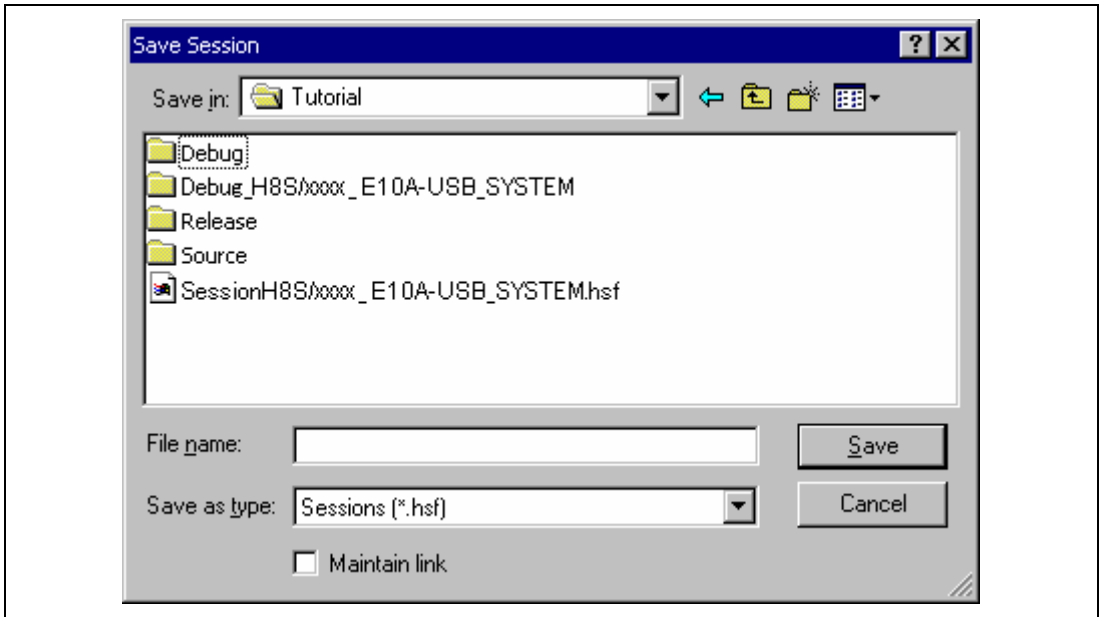 Save Session
Save in: Tutorial
Debug
Debug_H8S/xxxx_E10A-USB_SYSTEM
Release
Source
SessionH8S/xxxx_E10A-USB_SYSTEM.hsf
File name:
Save
Save as type: Sessions (*.hsf)
Cancel
Maintain link